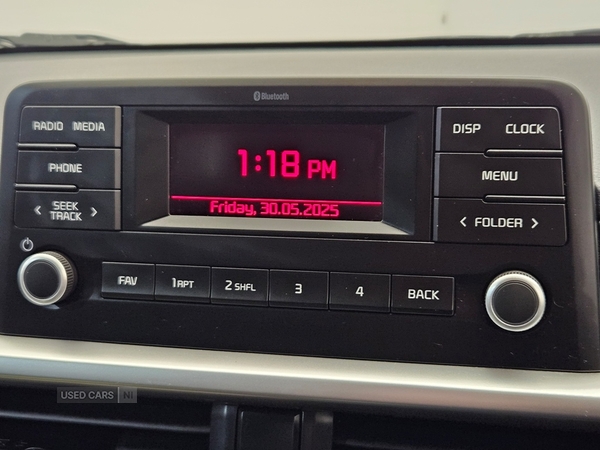 Bluetooth
RADIO MEDIA
PHONE
SEEK
TRACK
1:18 PM
Friday, 30.05.2025
DISP CLOCK
MENU
FOLDER
FAV 1 RPT 2 SHFL 3 4 BACK
USED CARS NI